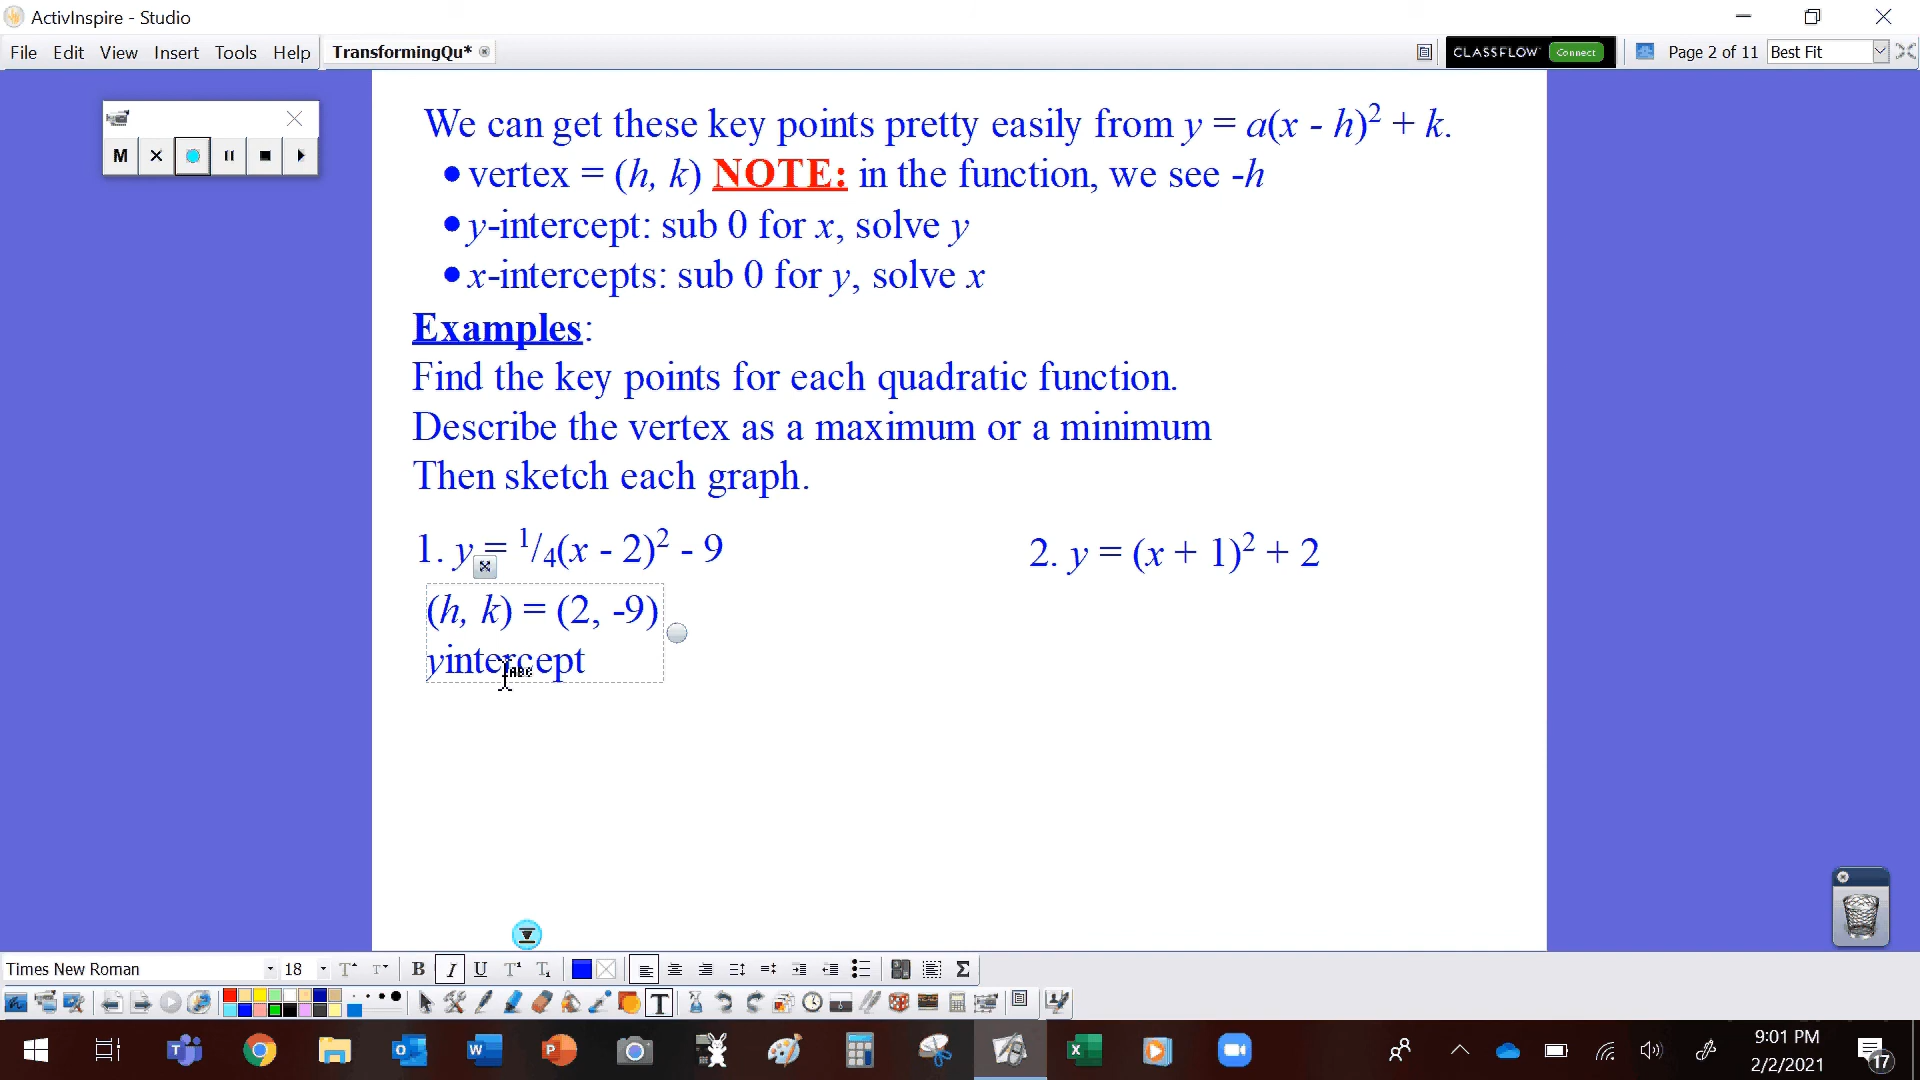 ActivInspire - Studio
File Edit View Insert Tools Help TransformingQu* CLASSFLOW Connect Page 2 of 11 Best Fit
M
We can get these key points pretty easily from y = a(x - h)² + k.
• vertex = (h, k) NOTE: in the function, we see -h
• y-intercept: sub 0 for x, solve y
• x-intercepts: sub 0 for y, solve x
Examples:
Find the key points for each quadratic function.
Describe the vertex as a maximum or a minimum
Then sketch each graph.
1. y = ¹/₄(x - 2)² - 9
2. y = (x + 1)² + 2
(h, k) = (2, -9)
yintercept
ABC
Times New Roman 18 B I U
T
9:01 PM
2/2/2021
17